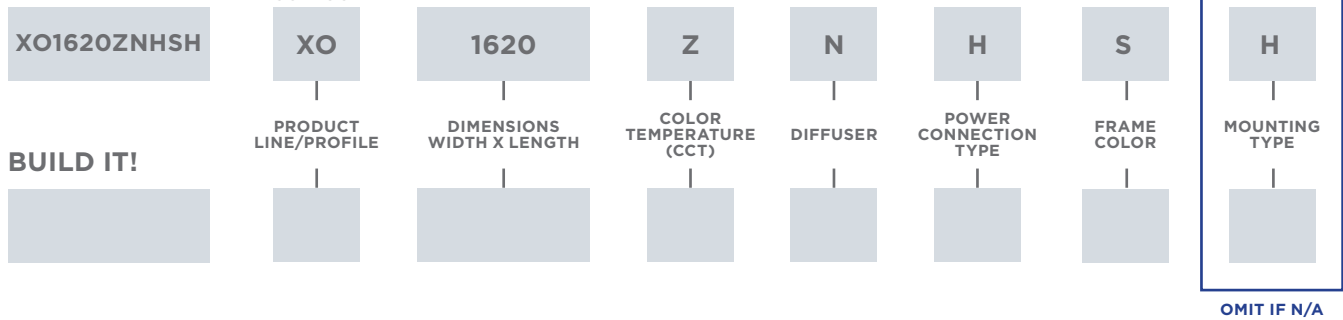 XO1620ZNHSH XO 1620 Z N H S H
PRODUCT
LINE/PROFILE
DIMENSIONS
WIDTH X LENGTH
COLOR
TEMPERATURE
(CCT)
DIFFUSER
POWER
CONNECTION
TYPE
FRAME
COLOR
MOUNTING
TYPE
BUILD IT!
OMIT IF N/A